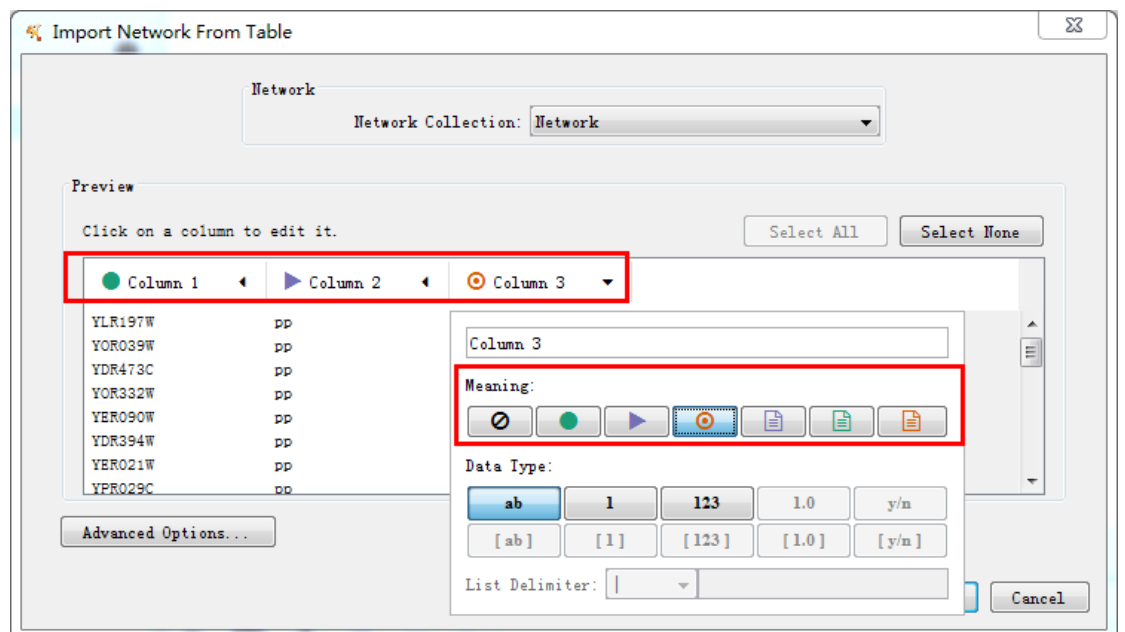 Import Network From Table
Network
Network Collection: Network
Preview
Click on a column to edit it.
Select All
Select None
Column 1
Column 2
Column 3
YLR197W pp
YOR039W pp
YDR473C pp
YOR332W pp
YER090W pp
YDR394W pp
YER021W pp
YPR029C pp
Column 3
Meaning:
Data Type:
ab 1 123 1.0 y/n
[ab] [1] [123] [1.0] [y/n]
List Delimiter: |
Advanced Options...
Cancel